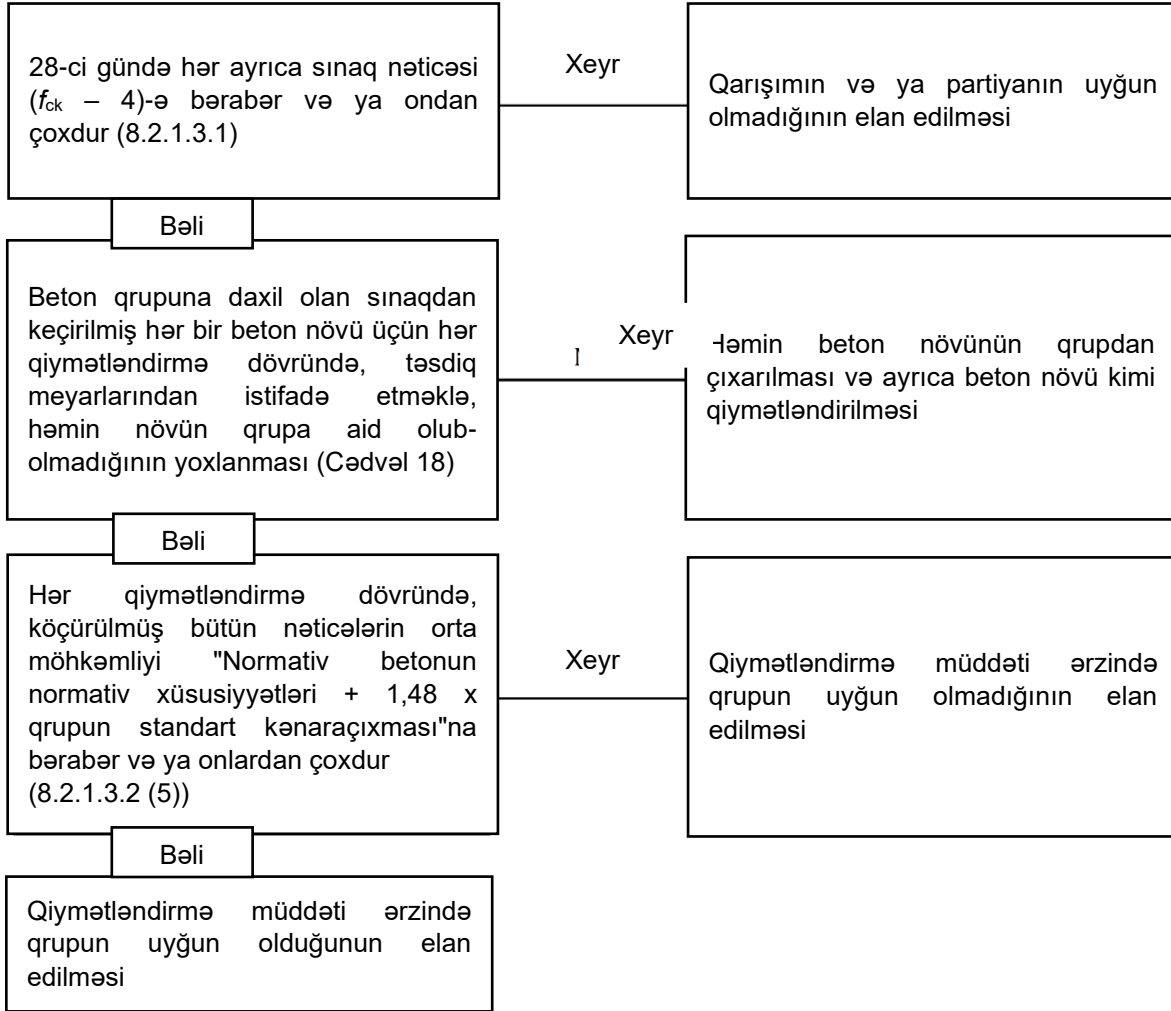 28-ci gündə hər ayrıca sınaq nəticəsi
(fck – 4)-ə bərabər və ya ondan
çoxdur (8.2.1.3.1)
Xeyr
Qarışımın və ya partiyanın uyğun
olmadığının elan edilməsi
Bəli
Beton qrupuna daxil olan sınaqdan
keçirilmiş hər bir beton növü üçün hər
qiymətləndirmə dövründə, təsdiq
meyarlarından istifadə etməklə,
həmin növün qrupa aid olub-
olmadığının yoxlanması (Cədvəl 18)
Xeyr
Həmin beton növünün qrupdan
çıxarılması və ayrıca beton növü kimi
qiymətləndirilməsi
Bəli
Hər qiymətləndirmə dövründə,
köçürülmüş bütün nəticələrin orta
möhkəmliyi "Normativ betonun
normativ xüsusiyyətləri + 1,48 x
qrupun standart kənaraçıxması"na
bərabər və ya onlardan çoxdur
(8.2.1.3.2 (5))
Xeyr
Qiymətləndirmə müddəti ərzində
qrupun uyğun olmadığının elan
edilməsi
Bəli
Qiymətləndirmə müddəti ərzində
qrupun uyğun olduğunun elan
edilməsi